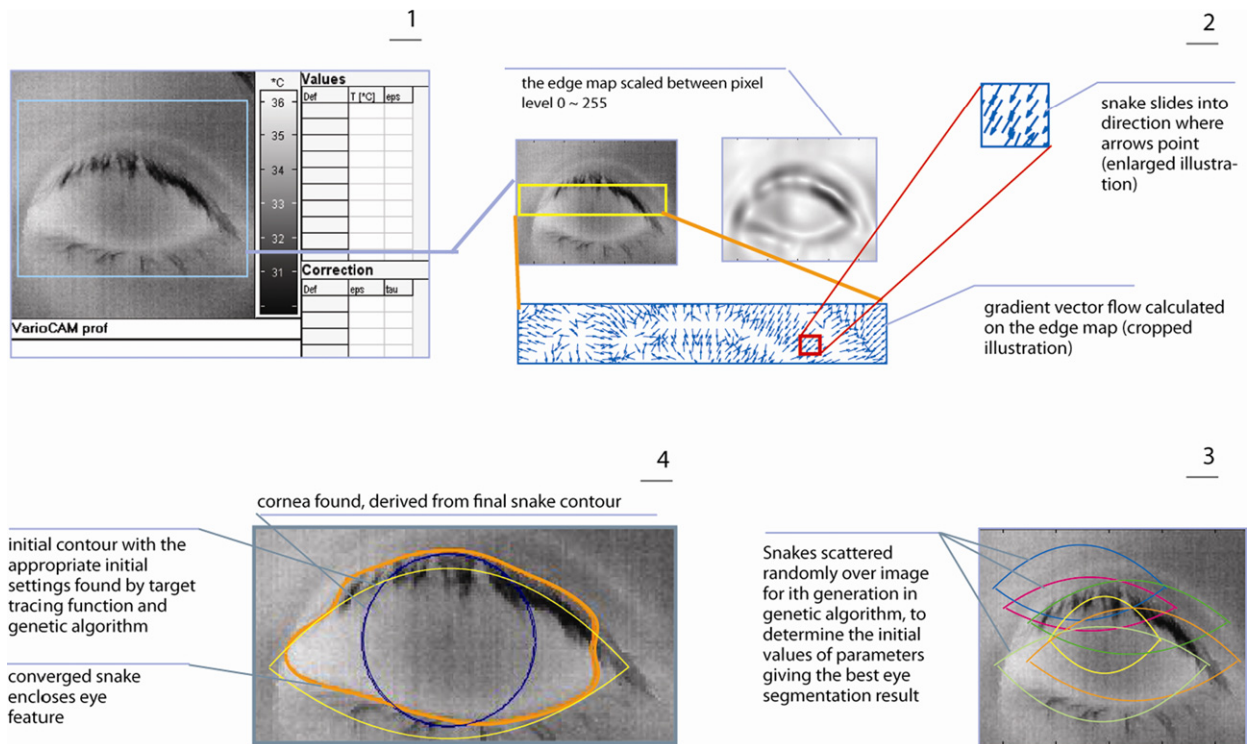 1
°C
36
35
34
33
32
31
Values
Def T [°C] eps
Correction
Def eps tau
VarioCAM prof
2
the edge map scaled between pixel
level 0 ~ 255
snake slides into
direction where
arrows point
(enlarged illustra-
tion)
gradient vector flow calculated
on the edge map (cropped
illustration)
4
cornea found, derived from final snake contour
initial contour with the
appropriate initial
settings found by target
tracing function and
genetic algorithm
converged snake
encloses eye
feature
3
Snakes scattered
randomly over image
for ith generation in
genetic algorithm, to
determine the initial
values of parameters
giving the best eye
segmentation result